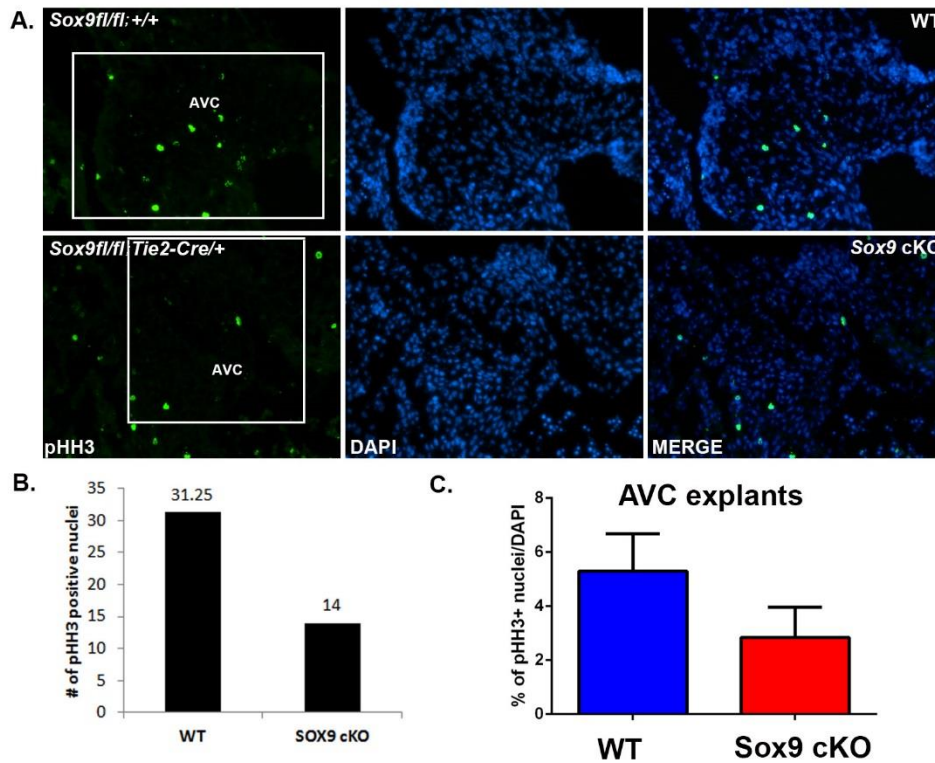 A.
Sox9fl/fl; +/+
WT
AVC
Sox9fl/fl;Tie2-Cre/+
Sox9 cKO
AVC
pHH3
DAPI
MERGE
B.
# of pHH3 positive nuclei
35
30
25
20
15
10
5
0
31.25
14
WT
SOX9 cKO
C.
AVC explants
% of pHH3+ nuclei/DAPI
8
6
4
2
0
WT
Sox9 cKO